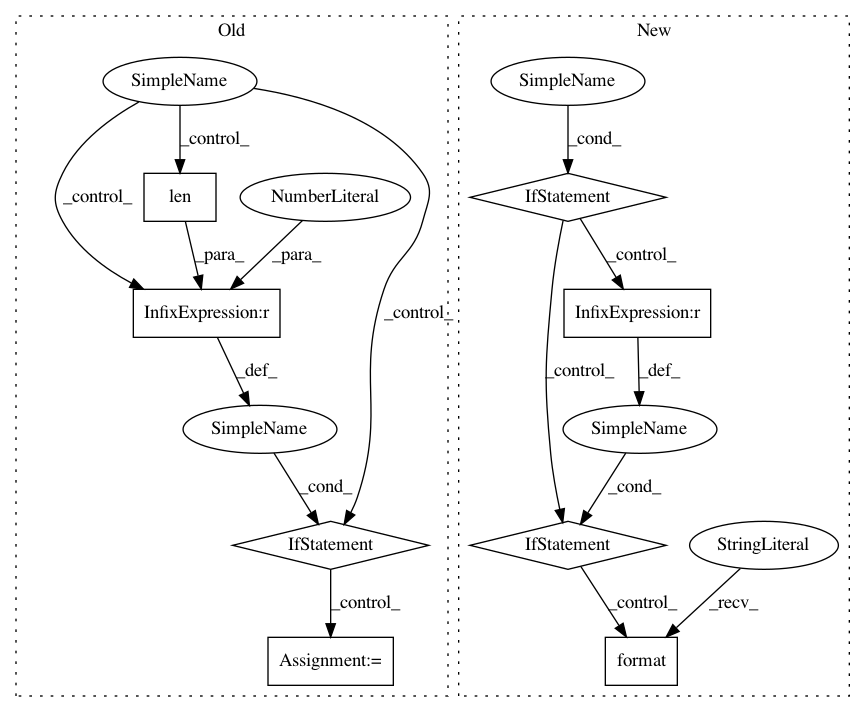 Old
New
SimpleName
SimpleName
_control_
_cond_
_control_
len
NumberLiteral
IfStatement
_para_
_para_
_control_
_control_
InfixExpression:r
InfixExpression:r
_def_
_control_
_def_
SimpleName
SimpleName
_cond_
_cond_
IfStatement
IfStatement
StringLiteral
_control_
_control_
_recv_
Assignment:=
format